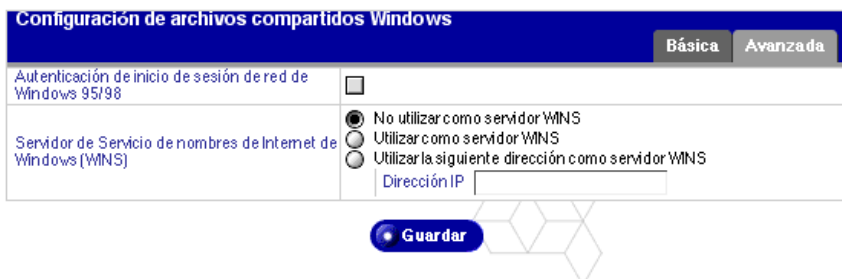 Configuración de archivos compartidos Windows
Básica
Avanzada
Autenticación de inicio de sesión de red de
Windows 95/98
Servidor de Servicio de nombres de Internet de
Windows (WINS)
No utilizar como servidor WINS
Utilizar como servidor WINS
Utilizar la siguiente dirección como servidor WINS
Dirección IP
Guardar